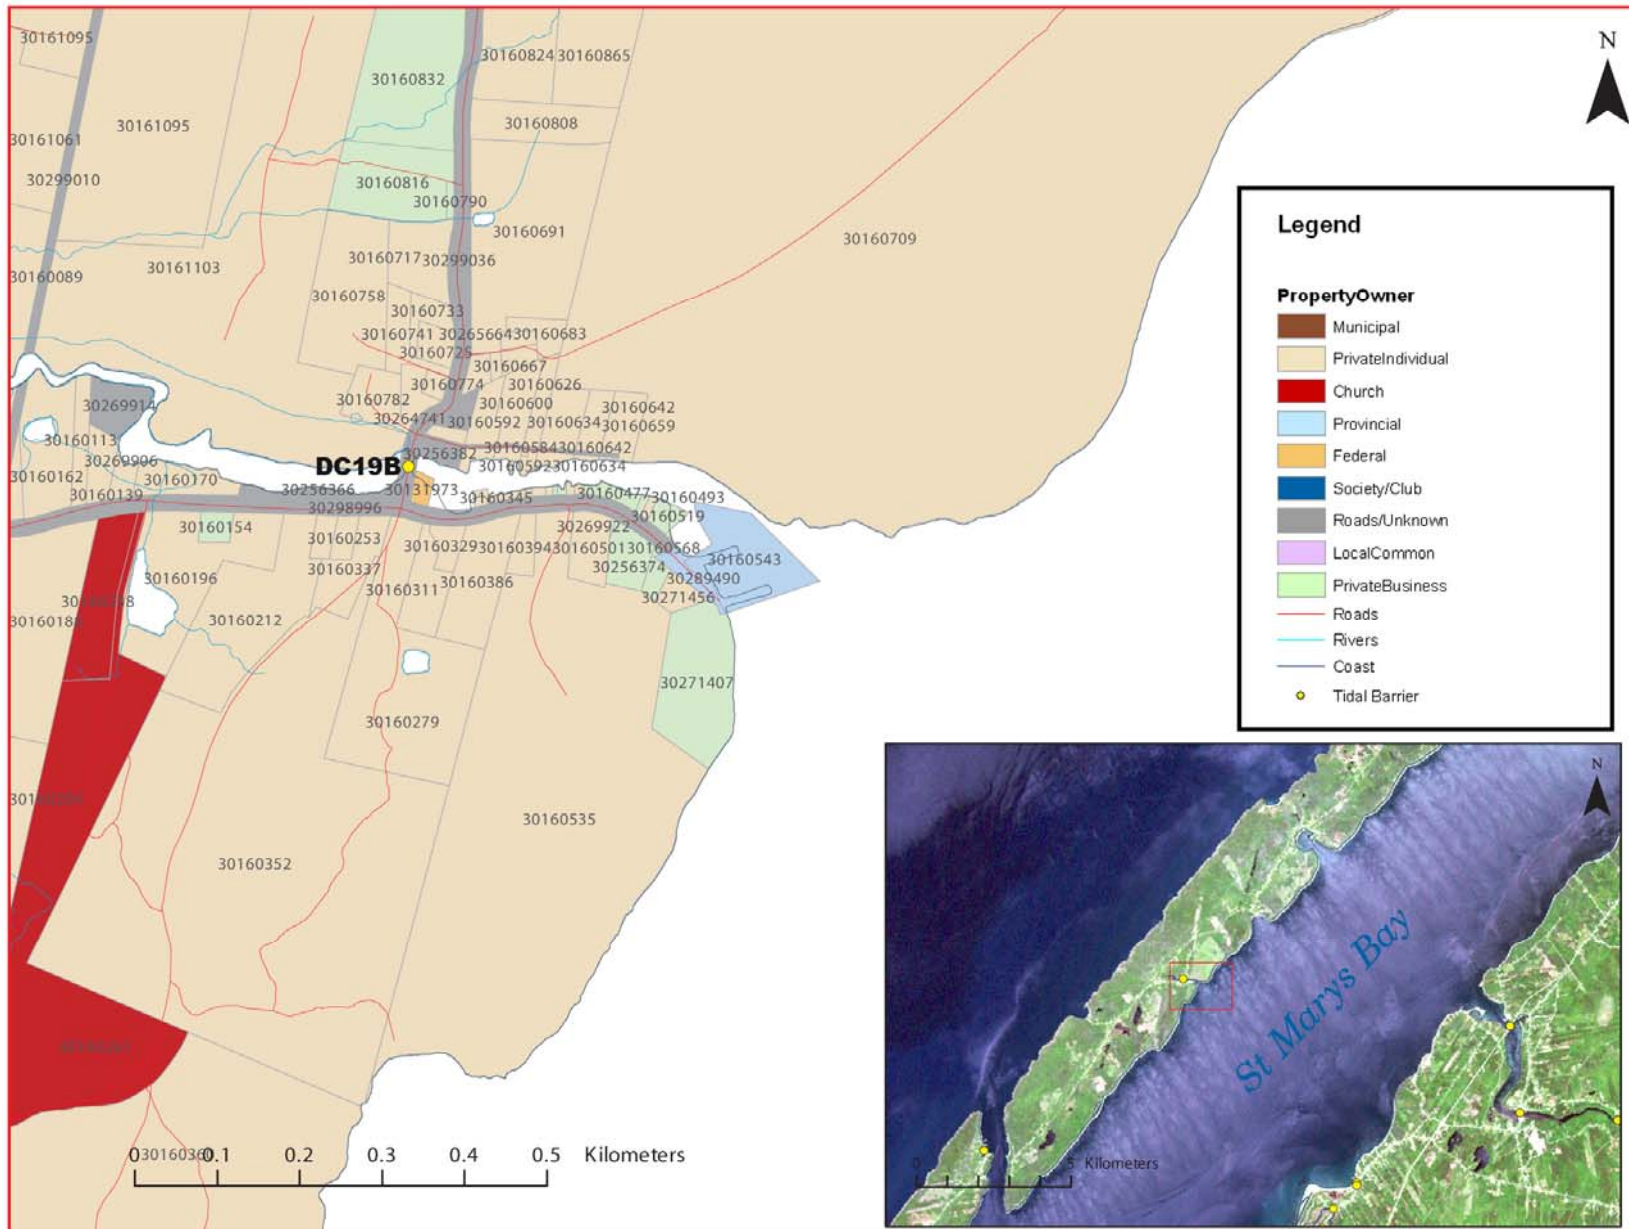 30161095
30160832
30160824 30160865
30161095
30160808
30161061
30299010
30160816
30160790
30160691
30160709
30160717 30299036
30160089
30161103
30160758
30160733
30160741
30265664 30160683
30160725
30160667
30160774
30160626
30160782
30160600
30160642
30269914
30264741
30160592
30160634
30160659
30160113
30256382
30160584 30160642
30269906
DC19B
30160592 30160634
30160162
30160170
30160139
30256366
30131973
30160345
30160477
30160493
30298996
30160519
30160154
30269922
30160253
30160329 30160394 30160501 30160568
30160543
30256374
30160337
30160196
30160386
30289490
30160311
30271456
30160212
30271407
30160279
30160535
30160352
0 0.1 0.2 0.3 0.4 0.5 Kilometers
N
Legend
PropertyOwner
Municipal
PrivateIndividual
Church
Provincial
Federal
Society/Club
Roads/Unknown
LocalCommon
PrivateBusiness
Roads
Rivers
Coast
Tidal Barrier
N
St Marys Bay
0 5 Kilometers